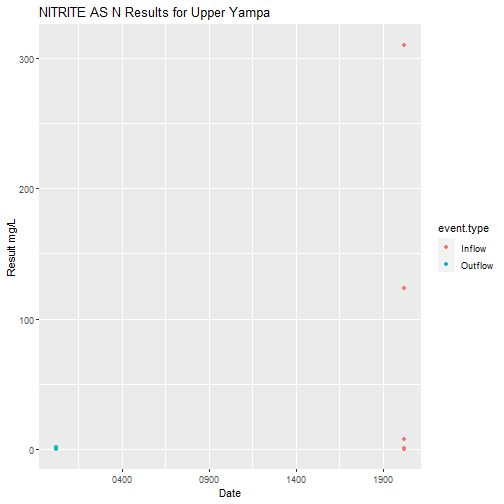 NITRITE AS N Results for Upper Yampa
300
200
100
0
Result mg/L
0400 0900 1400 1900
Date
event.type
Inflow
Outflow